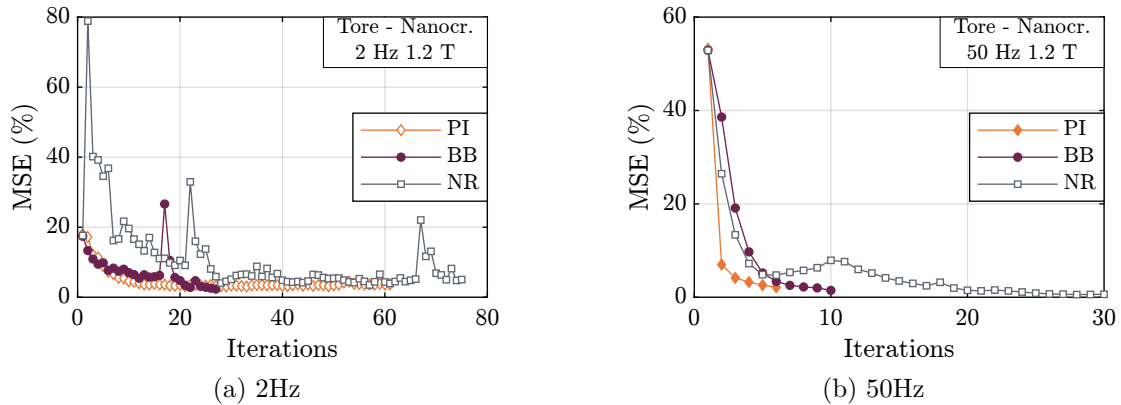 80
60
40
20
0
0
20
40
60
80
MSE (%)
Iterations
Tore - Nanocr.
2 Hz 1.2 T
PI
BB
NR
(a) 2Hz
60
40
20
0
0
10
20
30
MSE (%)
Iterations
Tore - Nanocr.
50 Hz 1.2 T
PI
BB
NR
(b) 50Hz